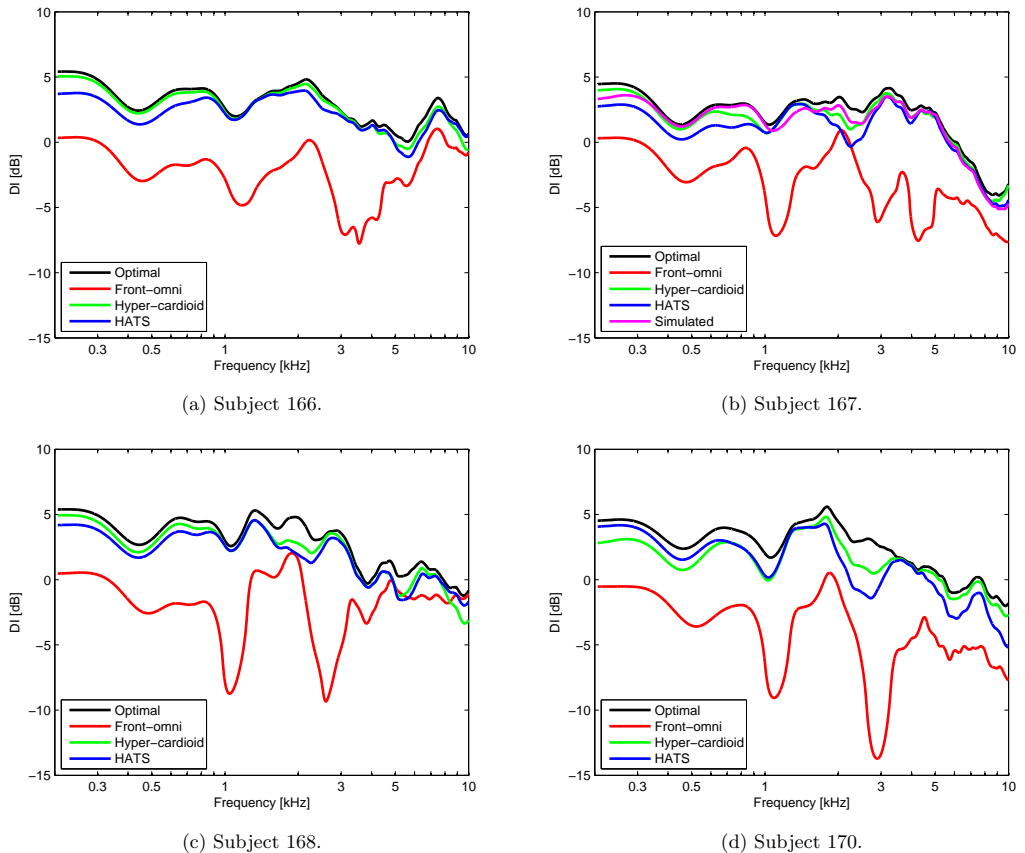 10
5
0
−5
−10
−15
DI [dB]
0.3 0.5 1 3 5 10
Frequency [kHz]
Optimal
Front−omni
Hyper−cardioid
HATS
(a) Subject 166.
10
5
0
−5
−10
−15
DI [dB]
0.3 0.5 1 3 5 10
Frequency [kHz]
Optimal
Front−omni
Hyper−cardioid
HATS
Simulated
(b) Subject 167.
10
5
0
−5
−10
−15
DI [dB]
0.3 0.5 1 3 5 10
Frequency [kHz]
Optimal
Front−omni
Hyper−cardioid
HATS
(c) Subject 168.
10
5
0
−5
−10
−15
DI [dB]
0.3 0.5 1 3 5 10
Frequency [kHz]
Optimal
Front−omni
Hyper−cardioid
HATS
(d) Subject 170.